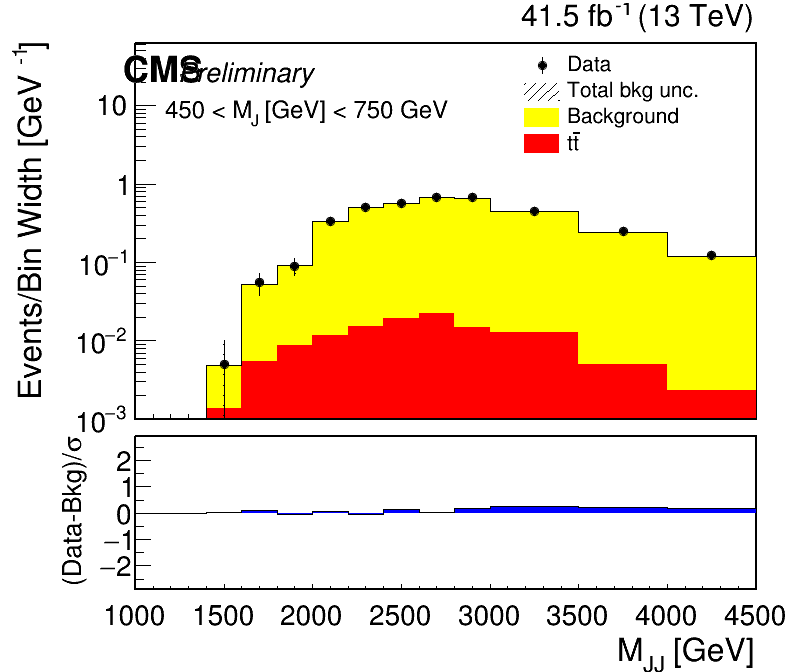 41.5 fb⁻¹ (13 TeV)
CMS Preliminary
450 < M_J [GeV] < 750 GeV
Data
Total bkg unc.
Background
tt̄
Events/Bin Width [GeV⁻¹]
10
1
10⁻¹
10⁻²
10⁻³
(Data-Bkg)/σ
2
1
0
−1
−2
1000 1500 2000 2500 3000 3500 4000 4500
M_JJ [GeV]